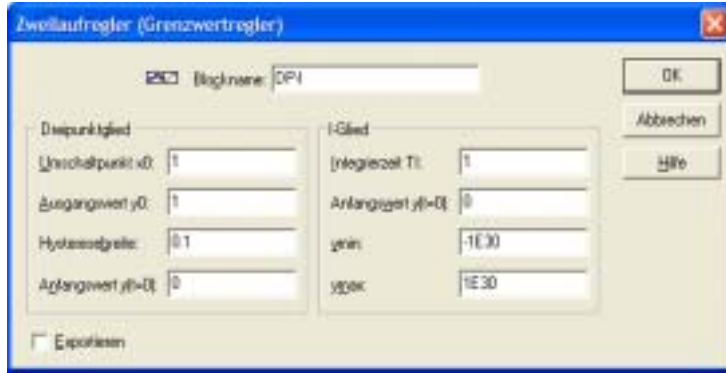 Zweilaufregler (Grenzwertregler)
Blockname: DPI
OK
Abbrechen
Hilfe
Dreipunktglied
Umschaltpunkt x0: 1
Ausgangswert y0: 1
Hysteresebreite: 0.1
Anfangswert y(t=0): 0
I-Glied
Integrierzeit TI: 1
Anfangswert y(t=0): 0
ymin: -1E30
ymax: 1E30
Exportieren